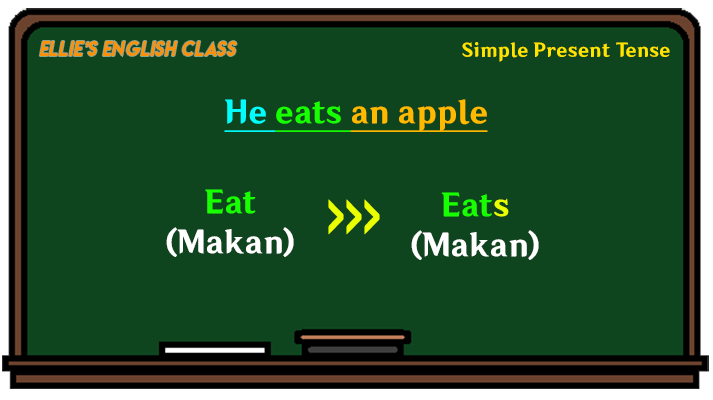 ELLIE'S ENGLISH CLASS
Simple Present Tense
He eats an apple
Eat
(Makan)
>>>
Eats
(Makan)